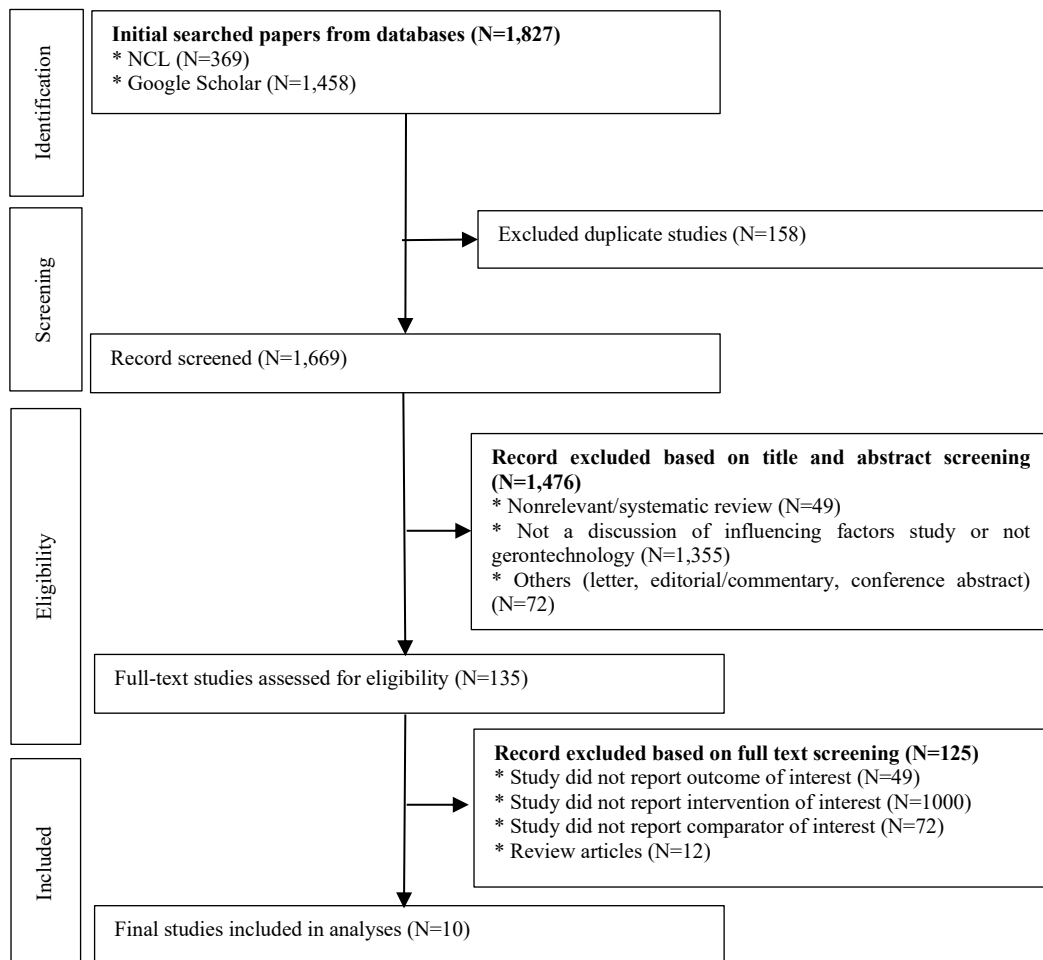 Identification
Initial searched papers from databases (N=1,827)
* NCL (N=369)
* Google Scholar (N=1,458)
Screening
Excluded duplicate studies (N=158)
Record screened (N=1,669)
Eligibility
Record excluded based on title and abstract screening
(N=1,476)
* Nonrelevant/systematic review (N=49)
* Not a discussion of influencing factors study or not
gerontechnology (N=1,355)
* Others (letter, editorial/commentary, conference abstract)
(N=72)
Full-text studies assessed for eligibility (N=135)
Included
Record excluded based on full text screening (N=125)
* Study did not report outcome of interest (N=49)
* Study did not report intervention of interest (N=1000)
* Study did not report comparator of interest (N=72)
* Review articles (N=12)
Final studies included in analyses (N=10)